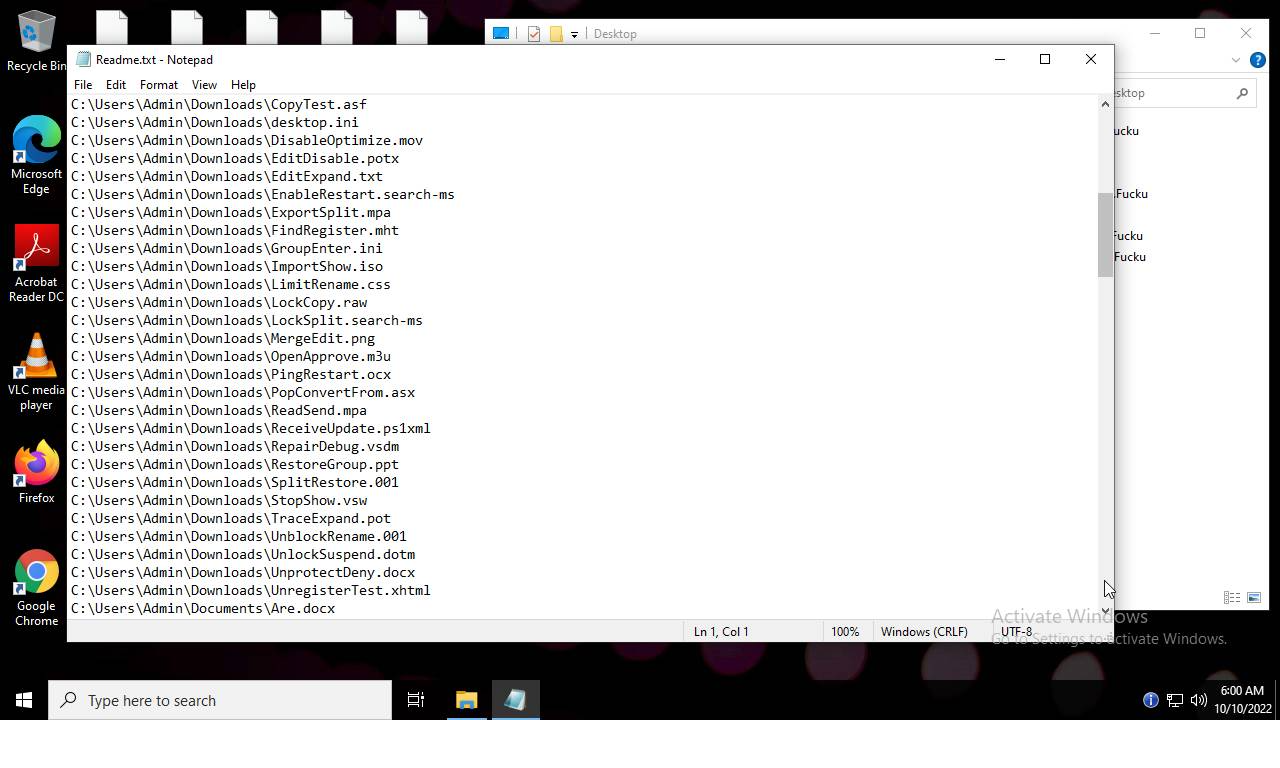 Recycle Bin
Microsoft
Edge
Acrobat
Reader DC
VLC media
player
Firefox
Google
Chrome
Desktop
Readme.txt - Notepad
File Edit Format View Help
C:\Users\Admin\Downloads\CopyTest.asf
C:\Users\Admin\Downloads\desktop.ini
C:\Users\Admin\Downloads\DisableOptimize.mov
C:\Users\Admin\Downloads\EditDisable.potx
C:\Users\Admin\Downloads\EditExpand.txt
C:\Users\Admin\Downloads\EnableRestart.search-ms
C:\Users\Admin\Downloads\ExportSplit.mpa
C:\Users\Admin\Downloads\FindRegister.mht
C:\Users\Admin\Downloads\GroupEnter.ini
C:\Users\Admin\Downloads\ImportShow.iso
C:\Users\Admin\Downloads\LimitRename.css
C:\Users\Admin\Downloads\LockCopy.raw
C:\Users\Admin\Downloads\LockSplit.search-ms
C:\Users\Admin\Downloads\MergeEdit.png
C:\Users\Admin\Downloads\OpenApprove.m3u
C:\Users\Admin\Downloads\PingRestart.ocx
C:\Users\Admin\Downloads\PopConvertFrom.asx
C:\Users\Admin\Downloads\ReadSend.mpa
C:\Users\Admin\Downloads\ReceiveUpdate.ps1xml
C:\Users\Admin\Downloads\RepairDebug.vsdm
C:\Users\Admin\Downloads\RestoreGroup.ppt
C:\Users\Admin\Downloads\SplitRestore.001
C:\Users\Admin\Downloads\StopShow.vsw
C:\Users\Admin\Downloads\TraceExpand.pot
C:\Users\Admin\Downloads\UnblockRename.001
C:\Users\Admin\Downloads\UnlockSuspend.dotm
C:\Users\Admin\Downloads\UnprotectDeny.docx
C:\Users\Admin\Downloads\UnregisterTest.xhtml
C:\Users\Admin\Documents\Are.docx
Ln 1, Col 1 100% Windows (CRLF) UTF-8
esktop
ucku
.Fucku
Fucku
Fucku
Activate Windows
Go to Settings to activate Windows.
Type here to search
6:00 AM
10/10/2022